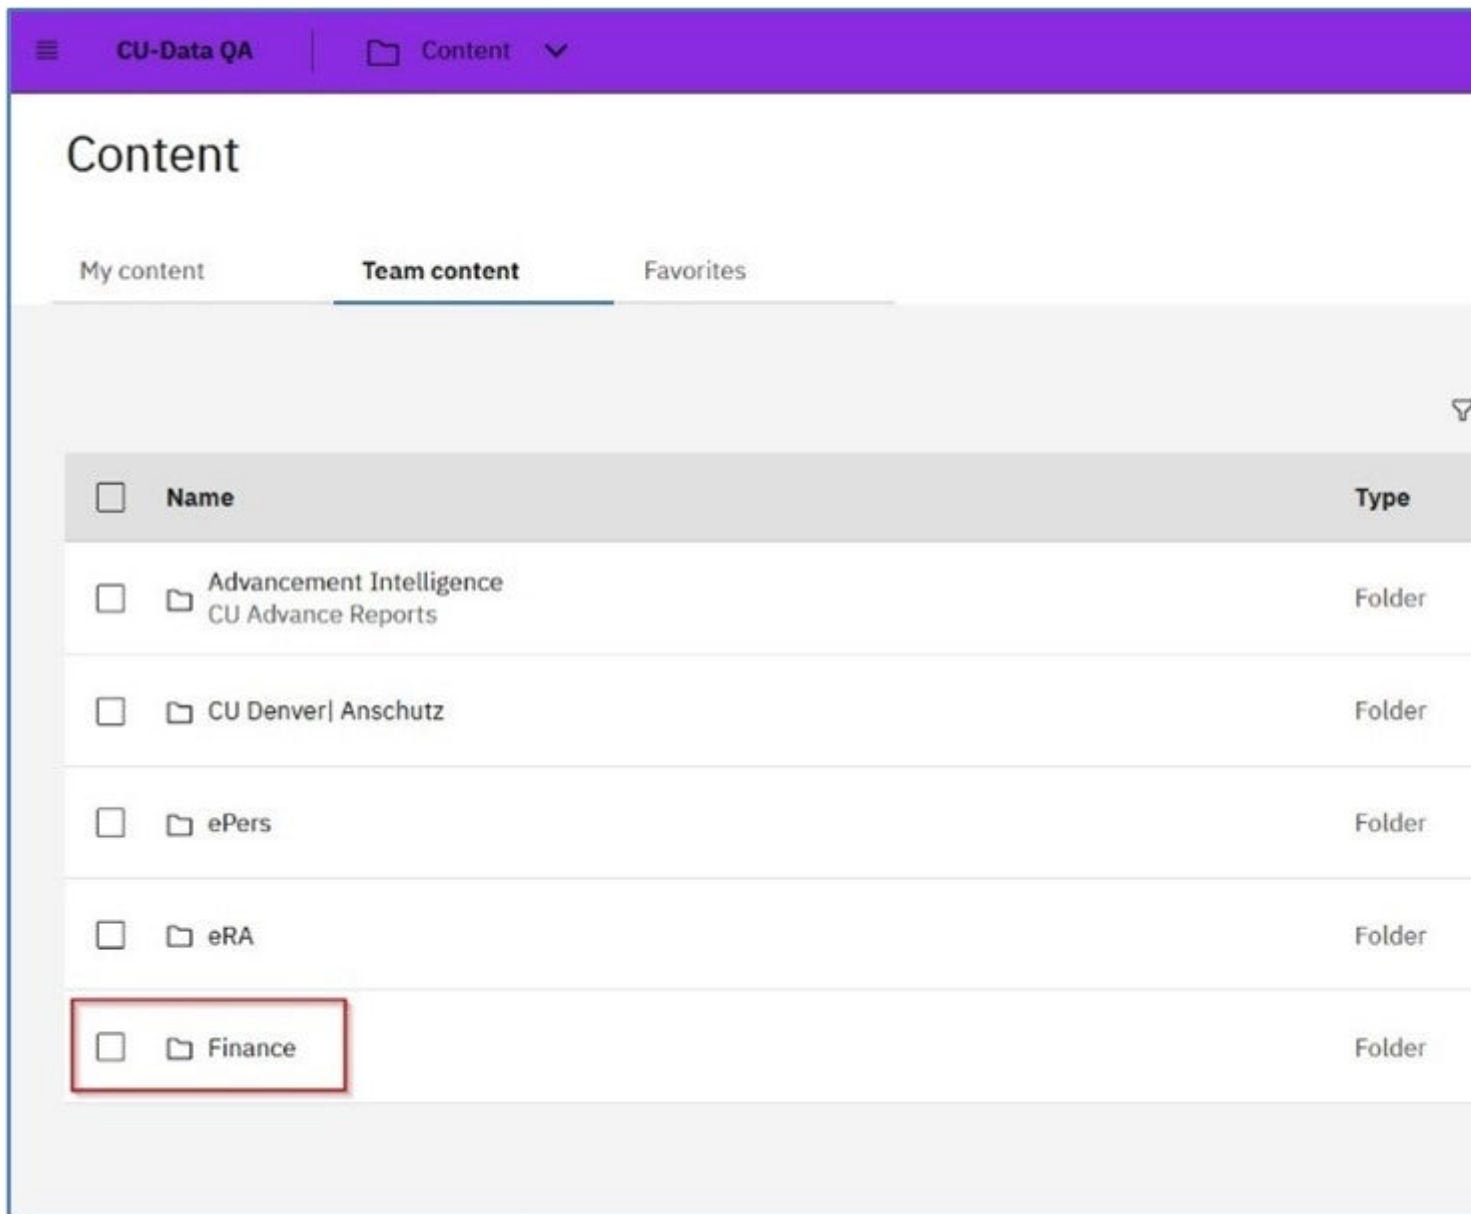 CU-Data QA Content
Content
My content Team content Favorites
Name Type
Advancement Intelligence
CU Advance Reports
Folder
CU Denver| Anschutz Folder
ePers Folder
eRA Folder
Finance Folder